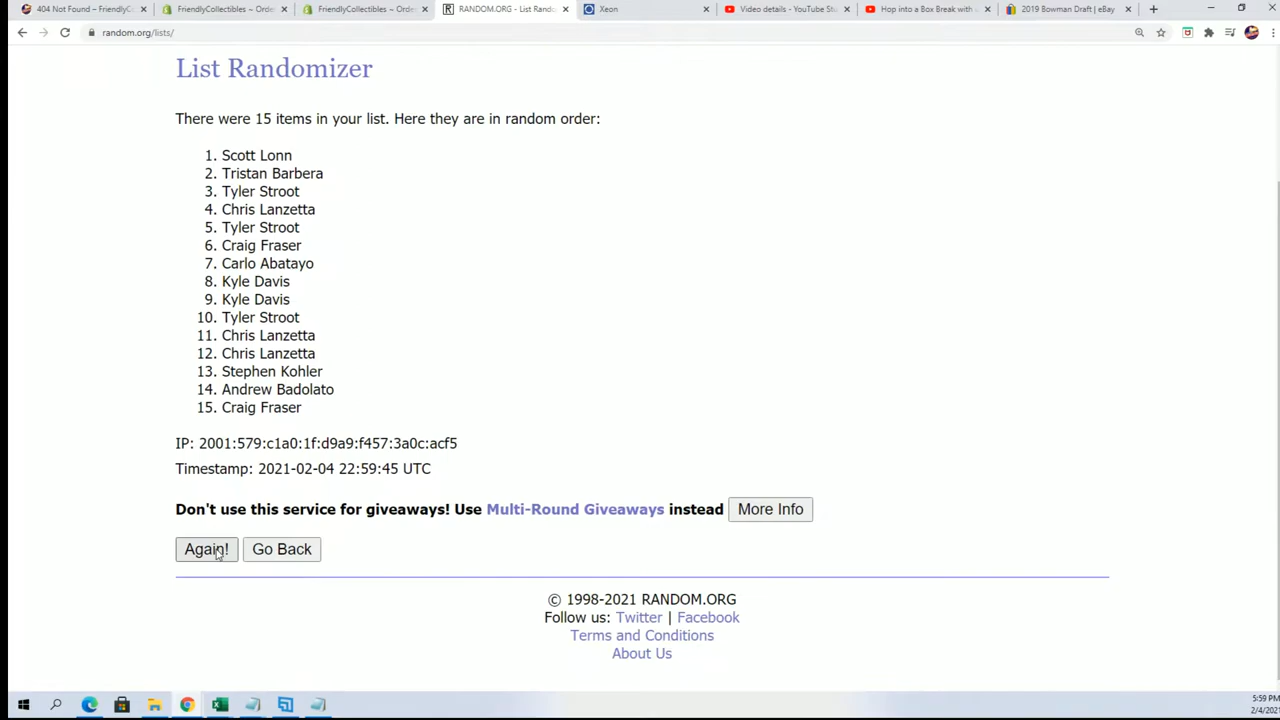 404 Not Found – FriendlyC
FriendlyCollectibles ~ Orde
FriendlyCollectibles ~ Orde
RANDOM.ORG - List Rando
Xeon
Video details - YouTube Stu
Hop into a Box Break with
2019 Bowman Draft | eBay
random.org/lists/
List Randomizer
There were 15 items in your list. Here they are in random order:
1. Scott Lonn
2. Tristan Barbera
3. Tyler Stroot
4. Chris Lanzetta
5. Tyler Stroot
6. Craig Fraser
7. Carlo Abatayo
8. Kyle Davis
9. Kyle Davis
10. Tyler Stroot
11. Chris Lanzetta
12. Chris Lanzetta
13. Stephen Kohler
14. Andrew Badolato
15. Craig Fraser
IP: 2001:579:c1a0:1f:d9a9:f457:3a0c:acf5
Timestamp: 2021-02-04 22:59:45 UTC
Don't use this service for giveaways! Use Multi-Round Giveaways instead More Info
Again! Go Back
© 1998-2021 RANDOM.ORG
Follow us: Twitter | Facebook
Terms and Conditions
About Us
5:59 PM
2/4/2021